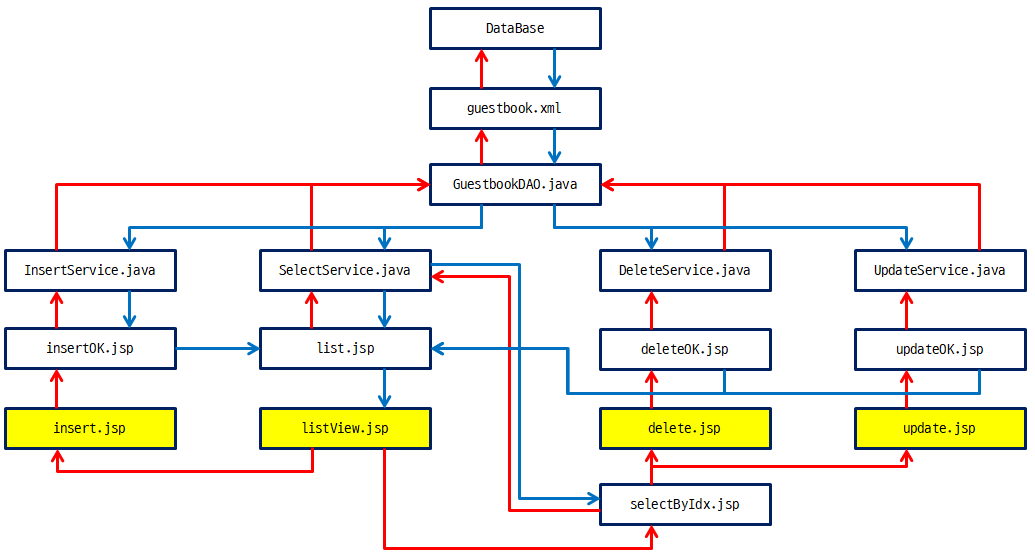 DataBase
guestbook.xml
GuestbookDAO.java
InsertService.java
SelectService.java
DeleteService.java
UpdateService.java
insertOK.jsp
list.jsp
deleteOK.jsp
updateOK.jsp
insert.jsp
listView.jsp
delete.jsp
update.jsp
selectByIdx.jsp